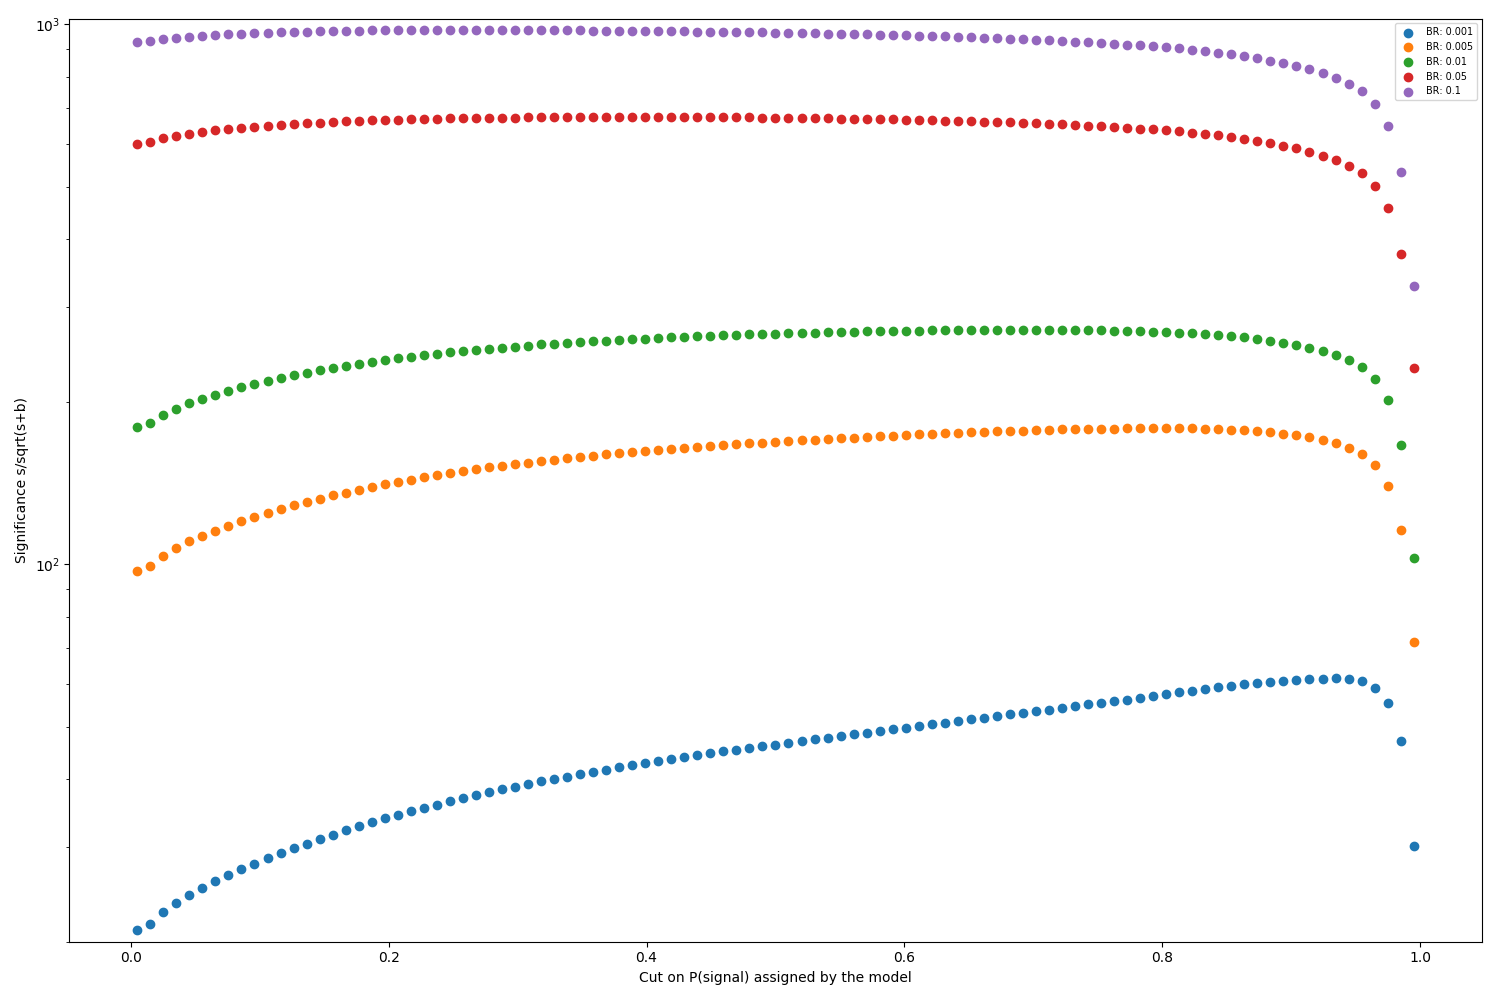 10³
BR: 0.001
BR: 0.005
BR: 0.01
BR: 0.05
BR: 0.1
Significance s/sqrt(s+b)
10²
0.0 0.2 0.4 0.6 0.8 1.0
Cut on P(signal) assigned by the model